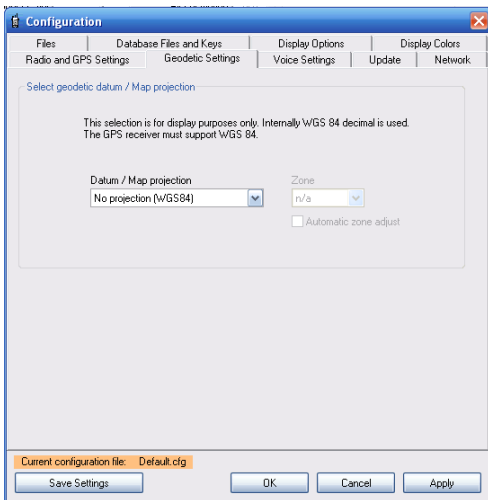 Configuration
Files Database Files and Keys Display Options Display Colors
Radio and GPS Settings Geodetic Settings Voice Settings Update Network
Select geodetic datum / Map projection
This selection is for display purposes only. Internally WGS 84 decimal is used.
The GPS receiver must support WGS 84.
Datum / Map projection Zone
No projection (WGS84) n/a
Automatic zone adjust
Current configuration file: Default.cfg
Save Settings OK Cancel Apply